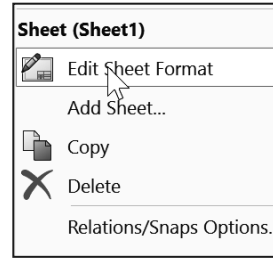 Sheet (Sheet1)
Edit Sheet Format
Add Sheet...
Copy
Delete
Relations/Snaps Options.